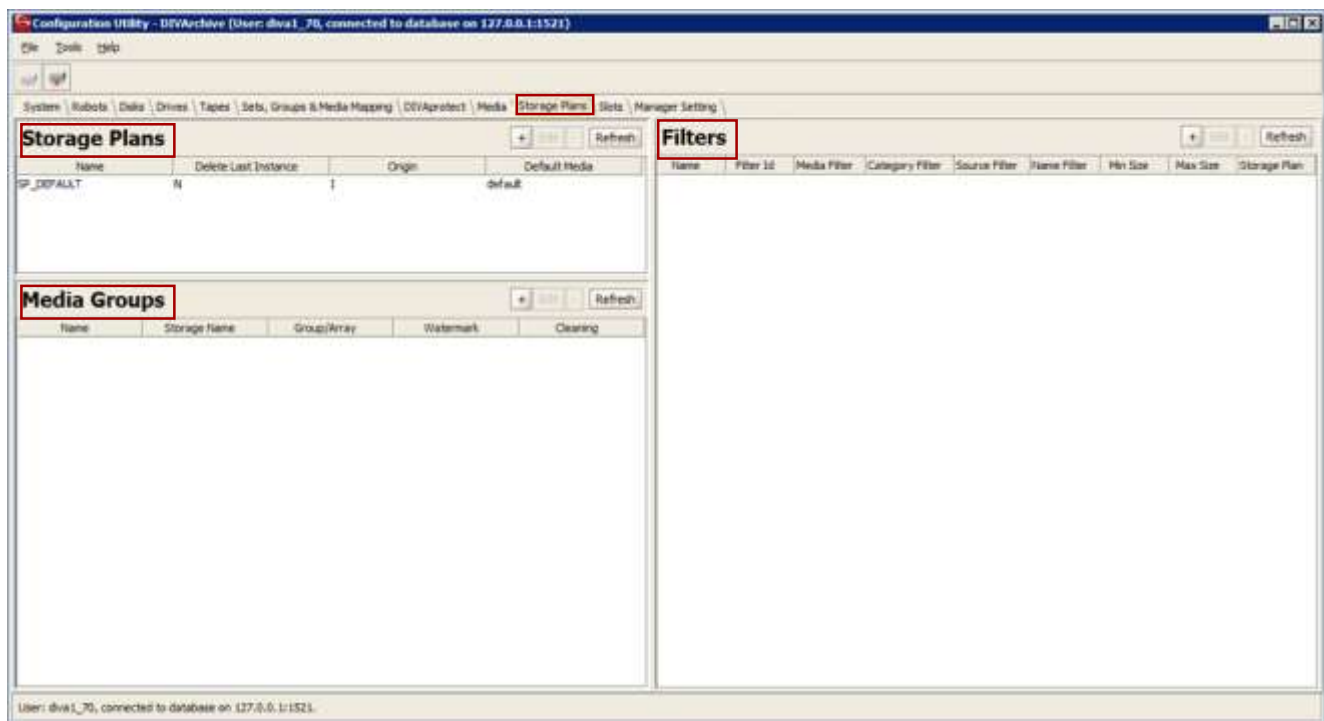 Configuration Utility - DIVArchive (User: diva1_70, connected to database on 127.0.0.1:1521)
File Tools Help
System Robots Disks Drives Tapes Sets, Groups & Media Mapping DIVAprotect Media Storage Plans Slots Manager Setting
Storage Plans + Refresh
Name Delete Last Instance Origin Default Media
SP_DEFAULT N I default
Media Groups + Refresh
Name Storage Name Group/Array Watermark Cleaning
Filters + Refresh
Name Filter Id Media Filter Category Filter Source Filter Name Filter Min Size Max Size Storage Plan
User: diva1_70, connected to database on 127.0.0.1:1521.